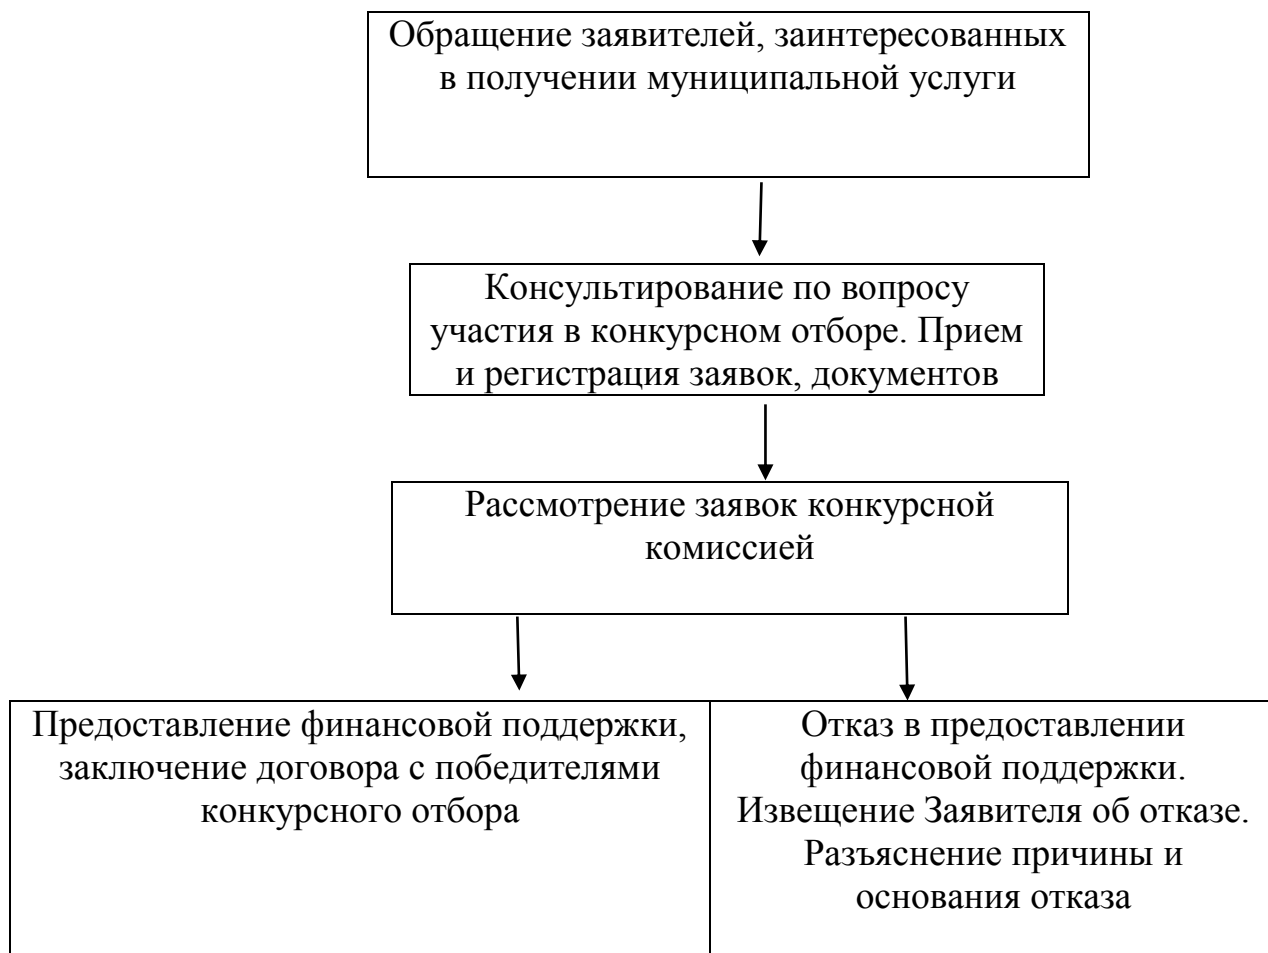 Обращение заявителей, заинтересованных
в получении муниципальной услуги
Консультирование по вопросу
участия в конкурсном отборе. Прием
и регистрация заявок, документов
Рассмотрение заявок конкурсной
комиссией
Предоставление финансовой поддержки,
заключение договора с победителями
конкурсного отбора
Отказ в предоставлении
финансовой поддержки.
Извещение Заявителя об отказе.
Разъяснение причины и
основания отказа